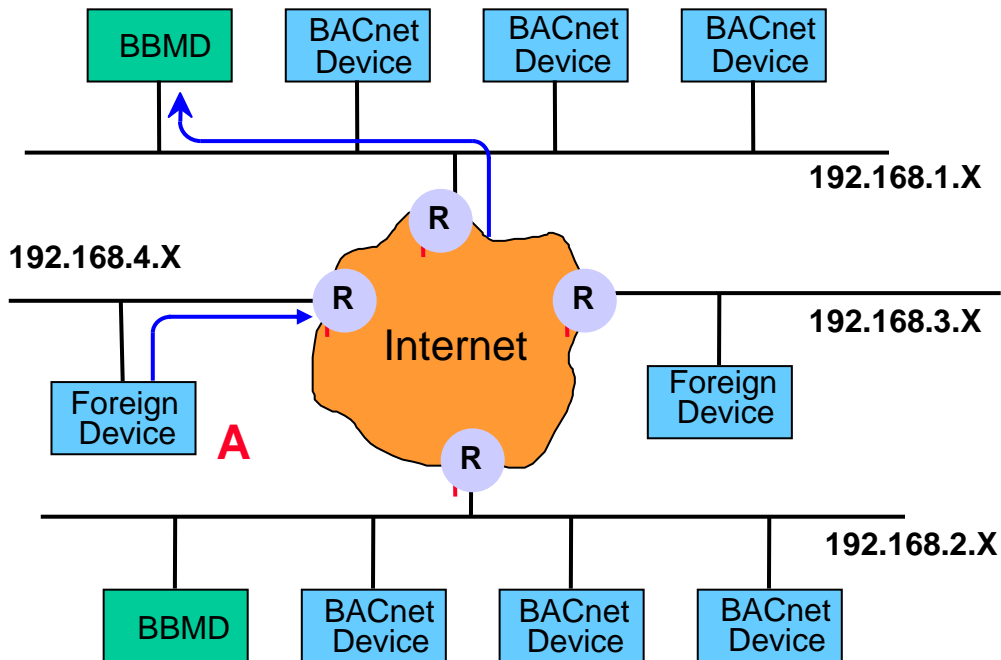 BBMD
BACnet
Device
BACnet
Device
BACnet
Device
192.168.1.X
R
192.168.4.X
R
R
192.168.3.X
Internet
Foreign
Device
A
Foreign
Device
R
192.168.2.X
BBMD
BACnet
Device
BACnet
Device
BACnet
Device